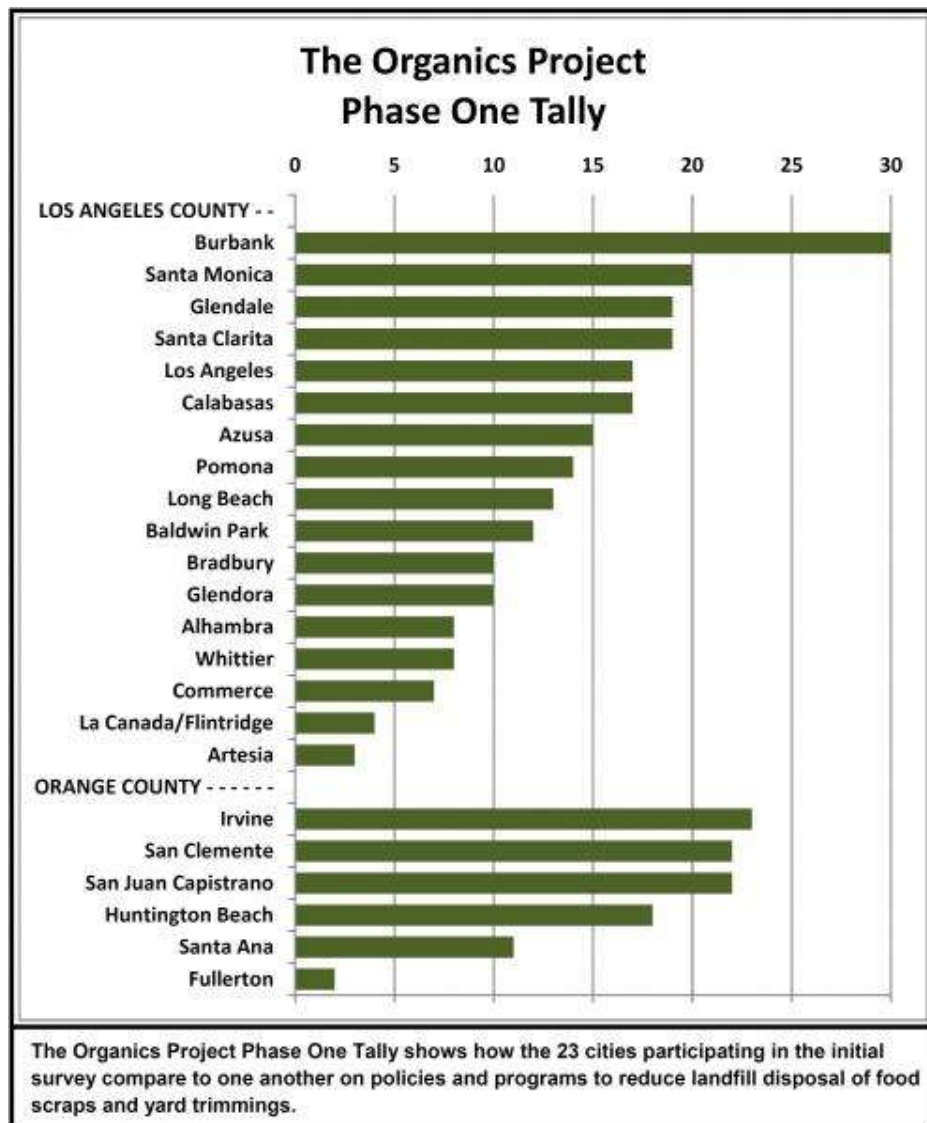 The Organics Project
Phase One Tally
0 5 10 15 20 25 30
LOS ANGELES COUNTY - -
Burbank
Santa Monica
Glendale
Santa Clarita
Los Angeles
Calabasas
Azusa
Pomona
Long Beach
Baldwin Park
Bradbury
Glendora
Alhambra
Whittier
Commerce
La Canada/Flintridge
Artesia
ORANGE COUNTY - - - - - -
Irvine
San Clemente
San Juan Capistrano
Huntington Beach
Santa Ana
Fullerton
The Organics Project Phase One Tally shows how the 23 cities participating in the initial
survey compare to one another on policies and programs to reduce landfill disposal of food
scraps and yard trimmings.